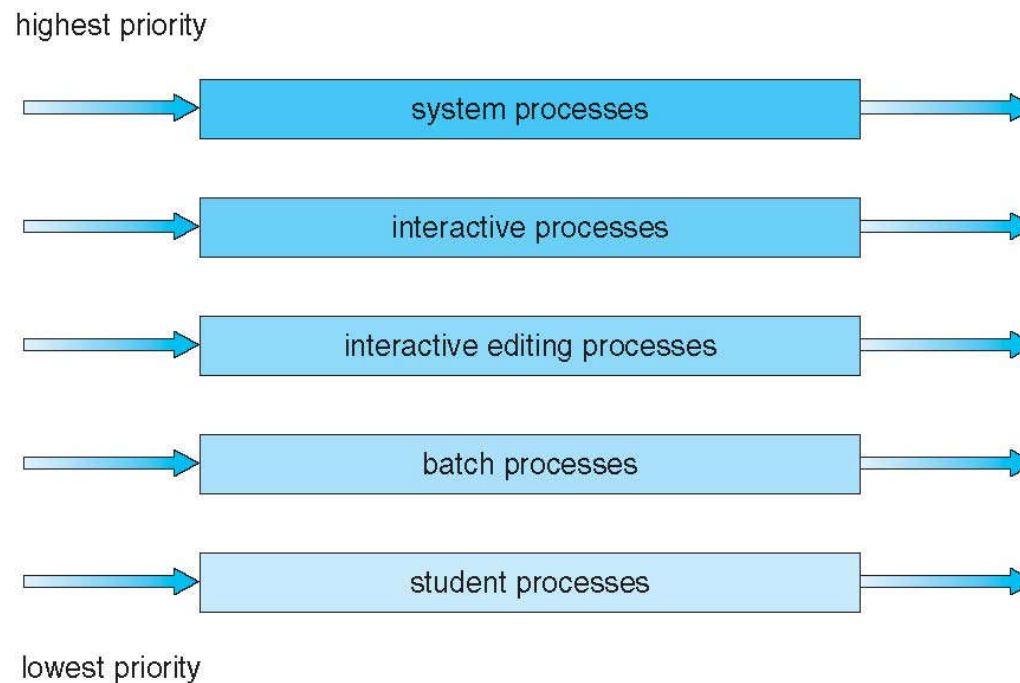 highest priority
system processes
interactive processes
interactive editing processes
batch processes
student processes
lowest priority